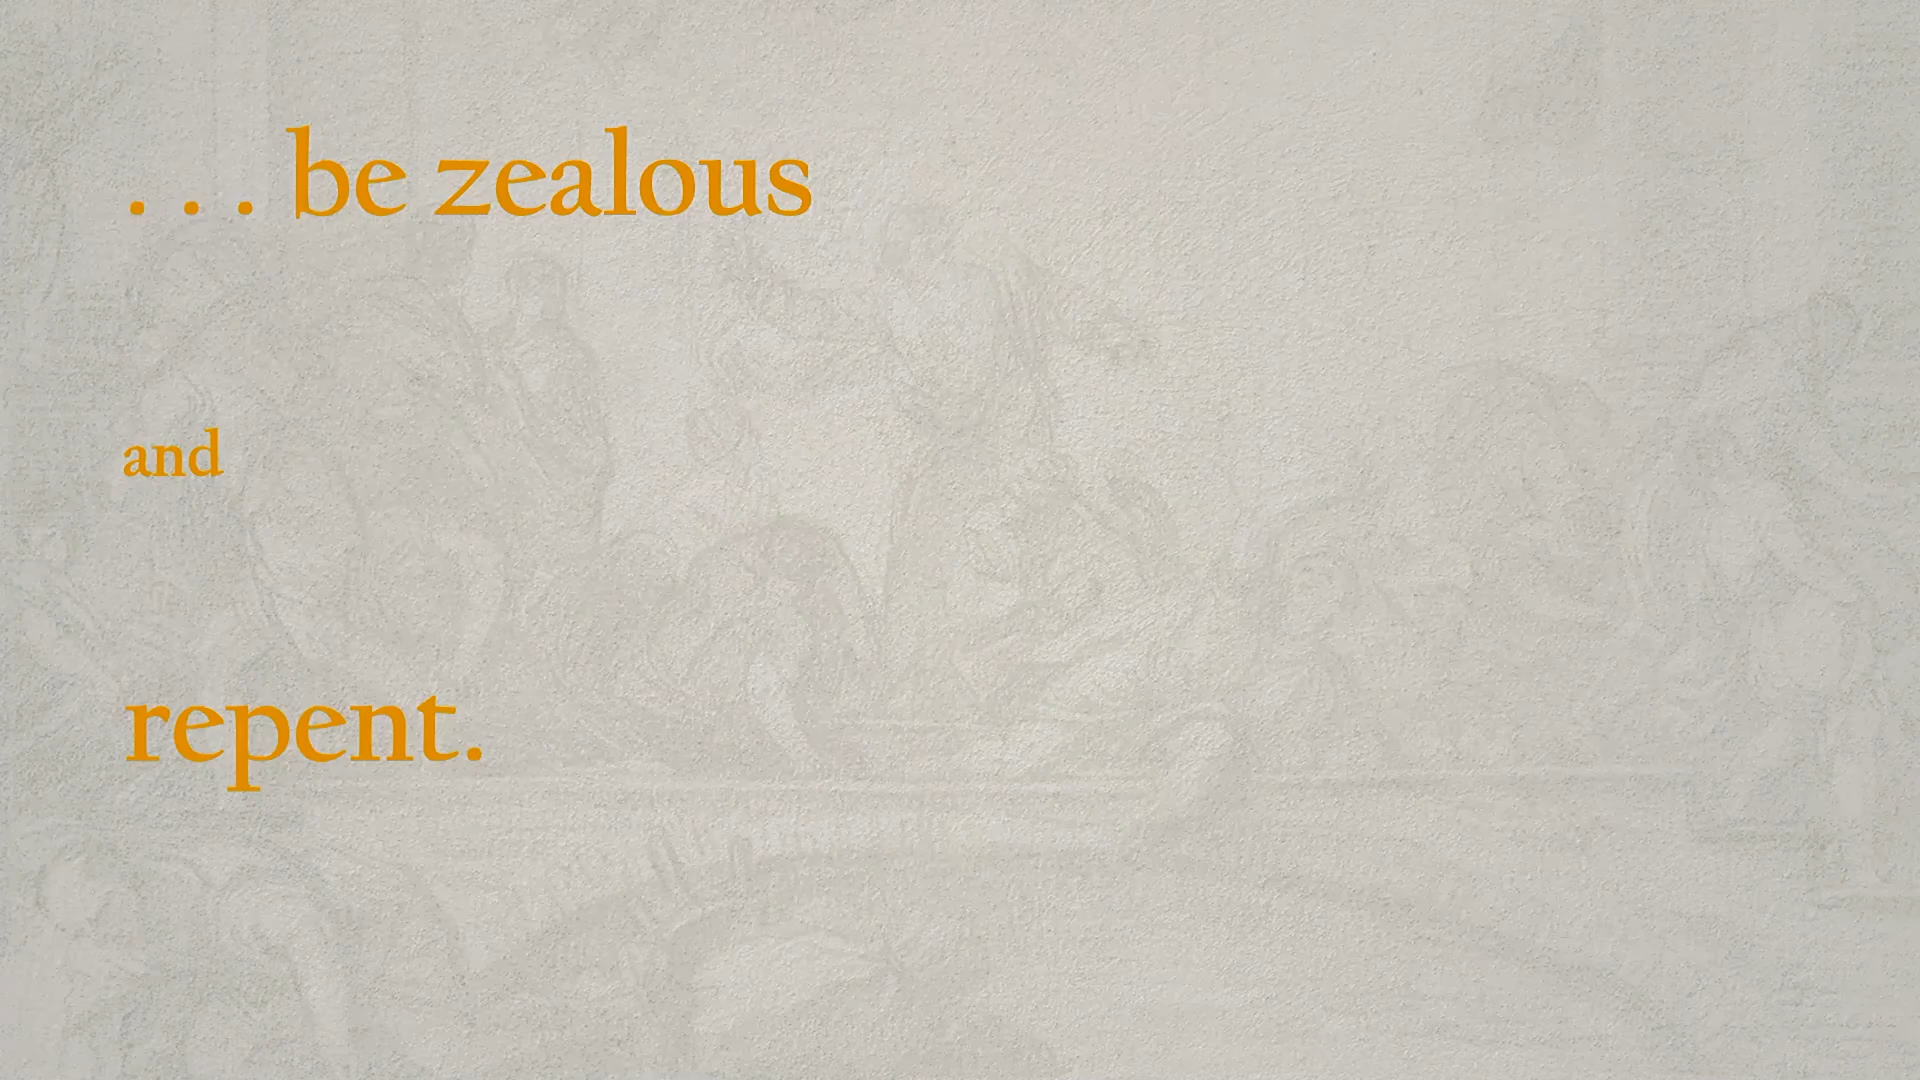 . . . be zealous
and
repent.